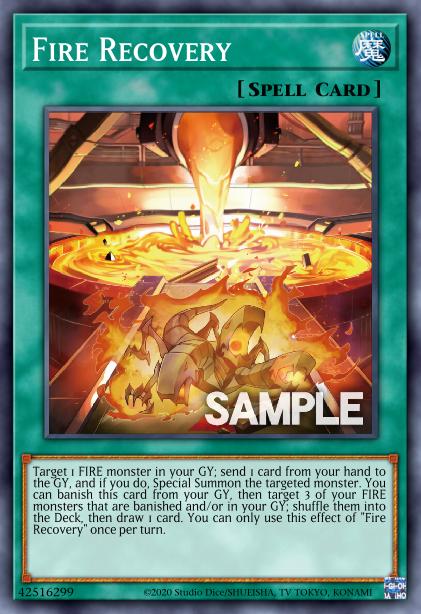 FIRE RECOVERY
SPELL
魔
[SPELL CARD]
SAMPLE
Target 1 FIRE monster in your GY; send 1 card from your hand to
the GY, and if you do, Special Summon the targeted monster. You
can banish this card from your GY, then target 3 of your FIRE
monsters that are banished and/or in your GY; shuffle them into
the Deck, then draw 1 card. You can only use this effect of "Fire
Recovery" once per turn.
42516299
©2020 Studio Dice/SHUEISHA, TV TOKYO, KONAMI